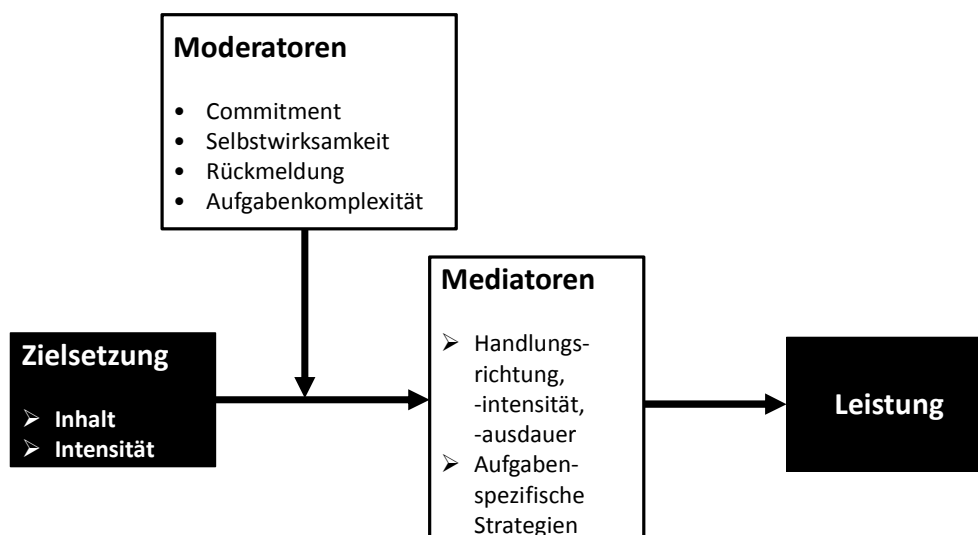 Moderatoren
• Commitment
• Selbstwirksamkeit
• Rückmeldung
• Aufgabenkomplexität
Zielsetzung
➢ Inhalt
➢ Intensität
Mediatoren
➢ Handlungs-
richtung,
-intensität,
-ausdauer
➢ Aufgaben-
spezifische
Strategien
Leistung